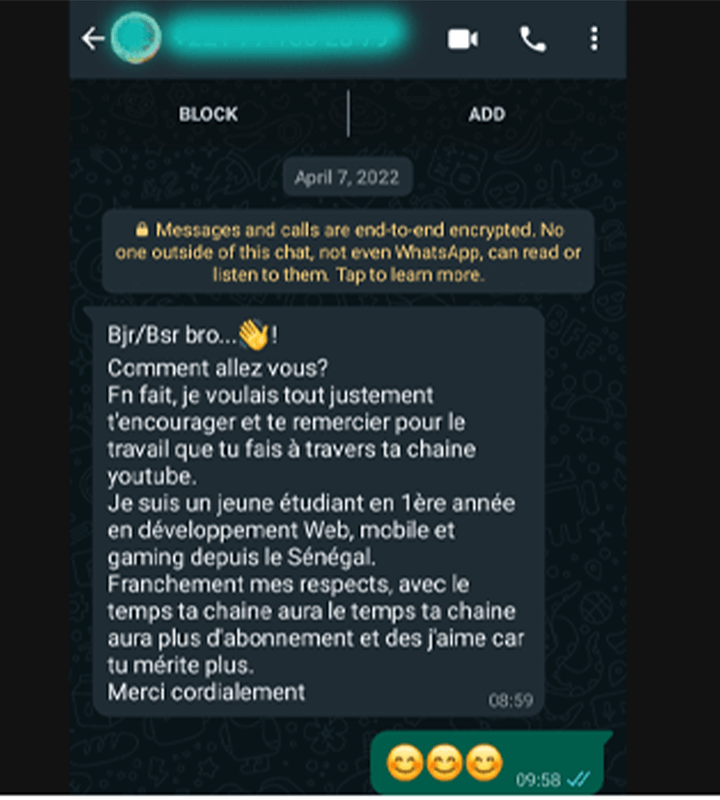 BLOCK
ADD
April 7, 2022
🔒 Messages and calls are end-to-end encrypted. No
one outside of this chat, not even WhatsApp, can read or
listen to them. Tap to learn more.
Bjr/Bsr bro...👋!
Comment allez vous?
Fn fait, je voulais tout justement
t'encourager et te remercier pour le
travail que tu fais à travers ta chaine
youtube.
Je suis un jeune étudiant en 1ère année
en développement Web, mobile et
gaming depuis le Sénégal.
Franchement mes respects, avec le
temps ta chaine aura le temps ta chaine
aura plus d'abonnement et des j'aime car
tu mérite plus.
Merci cordialement
08:59
😊😊😊
09:58